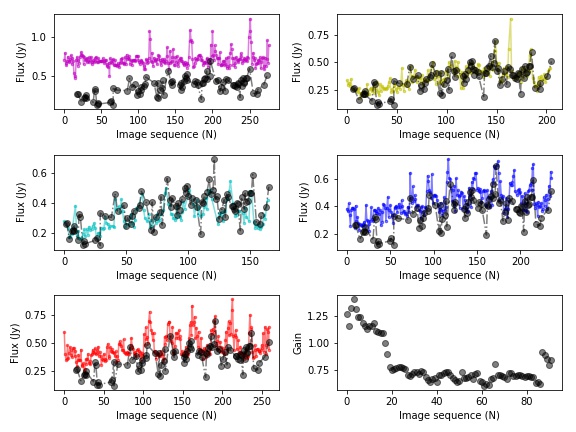 1.0
0.5
Flux (Jy)
0 50 100 150 200 250
Image sequence (N)
0.75
0.50
0.25
Flux (Jy)
0 50 100 150 200
Image sequence (N)
0.6
0.4
0.2
Flux (Jy)
0 50 100 150
Image sequence (N)
0.6
0.4
0.2
Flux (Jy)
0 100 200
Image sequence (N)
0.75
0.50
0.25
Flux (Jy)
0 50 100 150 200 250
Image sequence (N)
1.25
1.00
0.75
Gain
0 20 40 60 80
Image sequence (N)